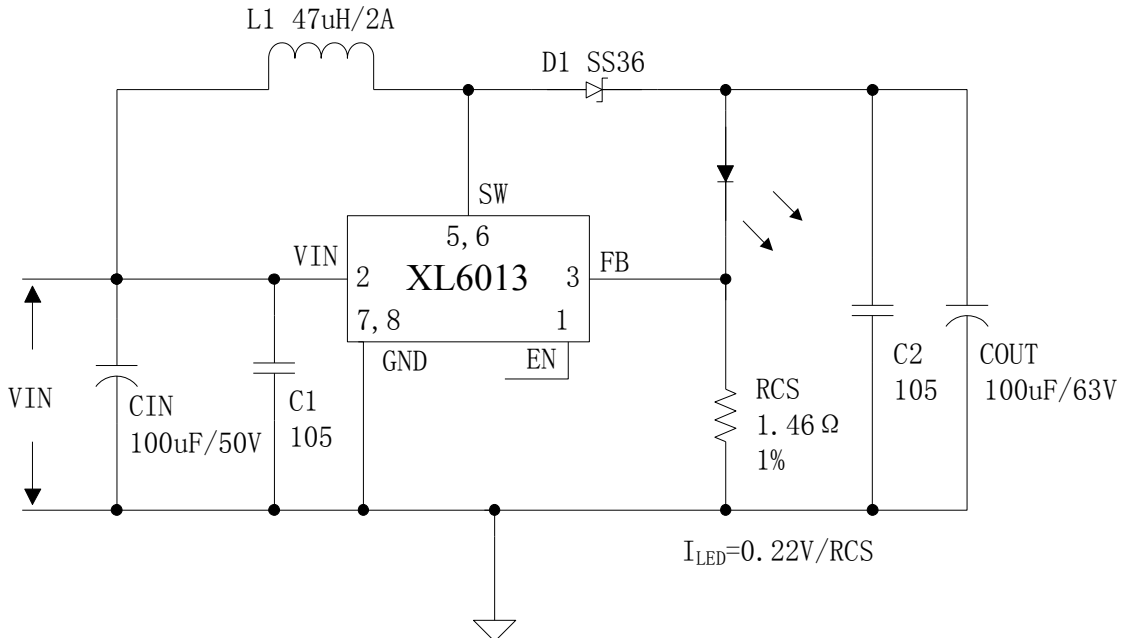 L1 47uH/2A
D1 SS36
SW
5,6
VIN
2
XL6013
3
FB
7,8
1
GND
EN
VIN
CIN
100uF/50V
C1
105
RCS
1.46Ω
1%
C2
105
COUT
100uF/63V
I_LED=0.22V/RCS